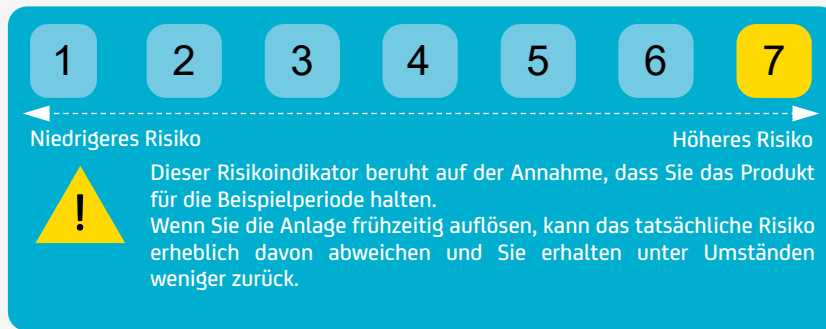 1 2 3 4 5 6 7
Niedrigeres Risiko Höheres Risiko
Dieser Risikoindikator beruht auf der Annahme, dass Sie das Produkt
für die Beispielperiode halten.
Wenn Sie die Anlage frühzeitig auflösen, kann das tatsächliche Risiko
erheblich davon abweichen und Sie erhalten unter Umständen
weniger zurück.
!